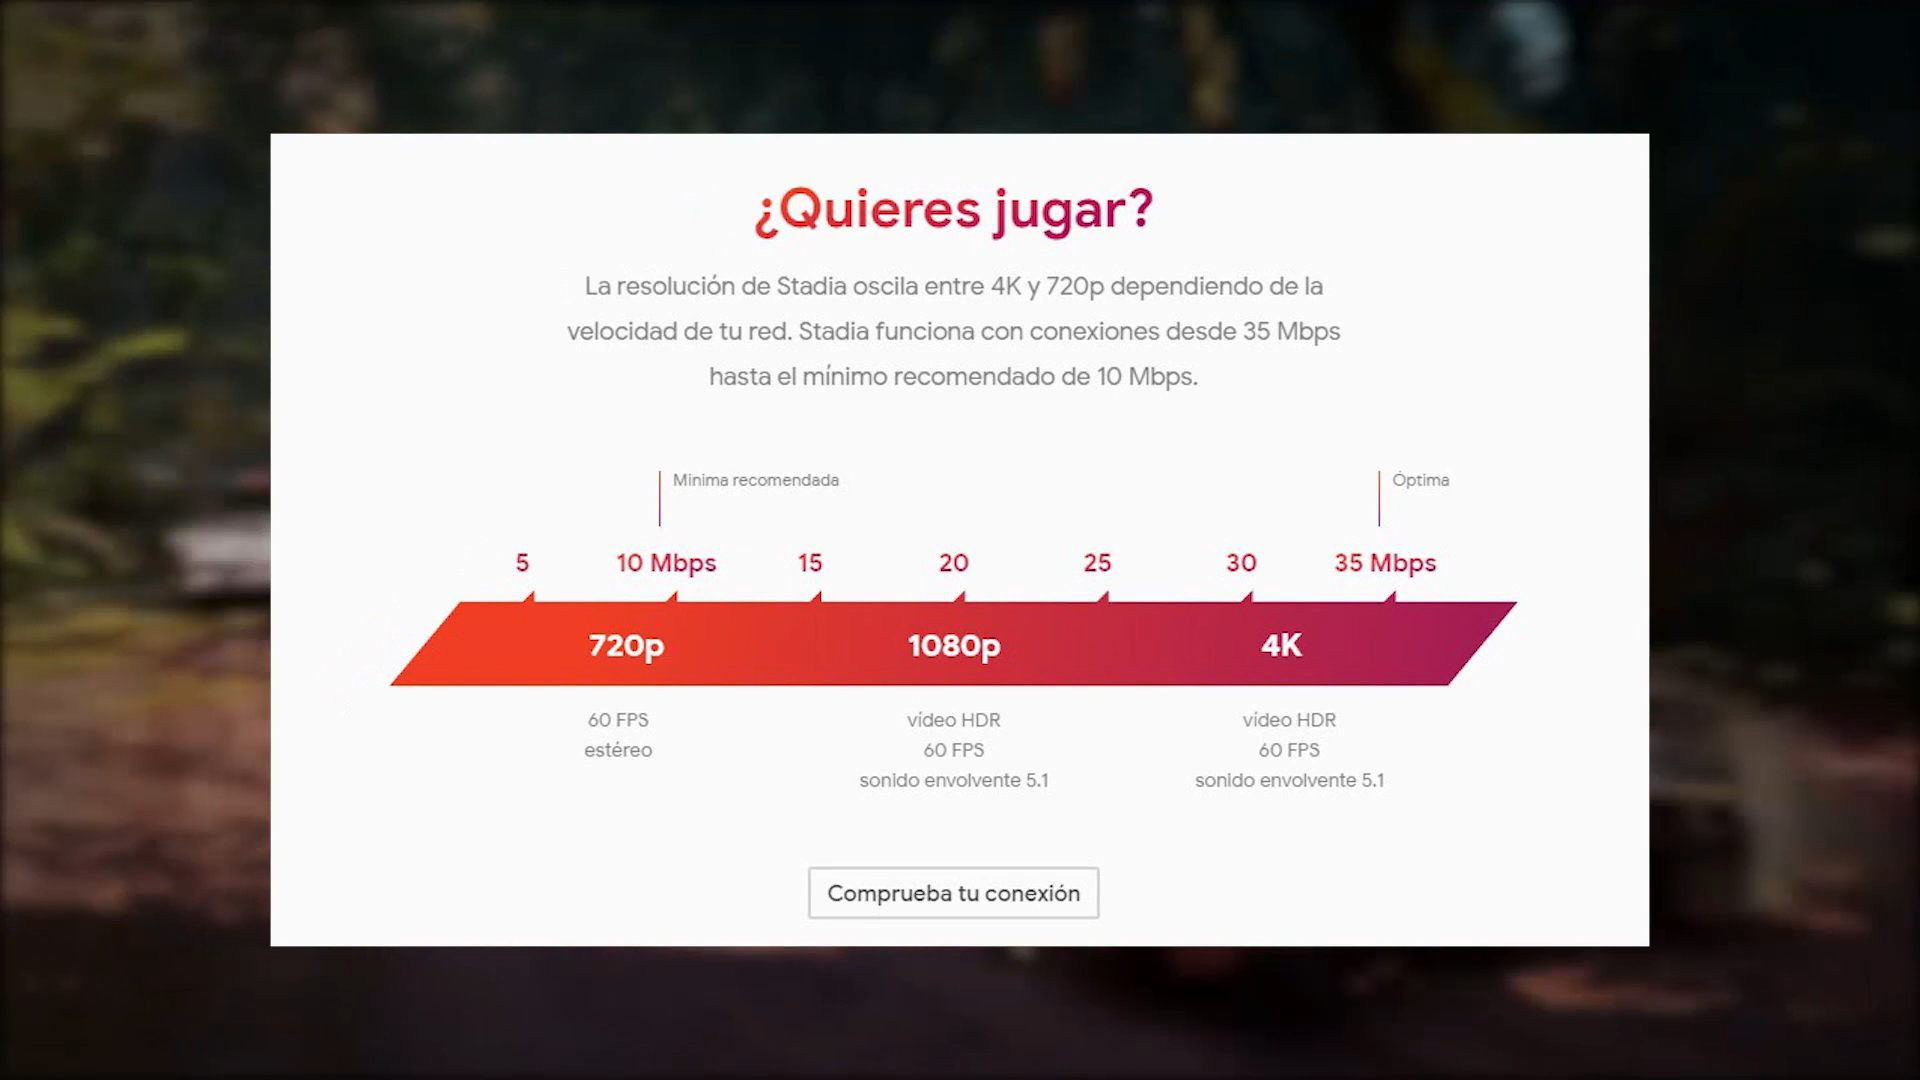 ¿Quieres jugar?
La resolución de Stadia oscila entre 4K y 720p dependiendo de la
velocidad de tu red. Stadia funciona con conexiones desde 35 Mbps
hasta el mínimo recomendado de 10 Mbps.
Mínima recomendada
Óptima
5 10 Mbps 15 20 25 30 35 Mbps
720p 1080p 4K
60 FPS vídeo HDR vídeo HDR
estéreo 60 FPS 60 FPS
sonido envolvente 5.1 sonido envolvente 5.1
Comprueba tu conexión